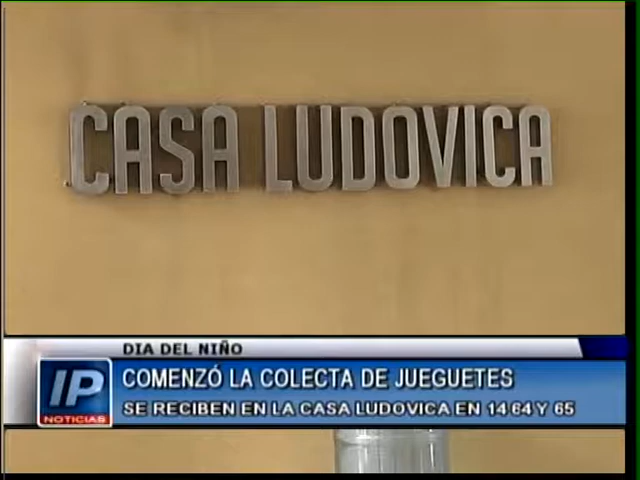 CASA LUDOVICA
DIA DEL NIÑO
COMENZÓ LA COLECTA DE JUEGUETES
SE RECIBEN EN LA CASA LUDOVICA EN 14 64 Y 65
IP
NOTICIAS